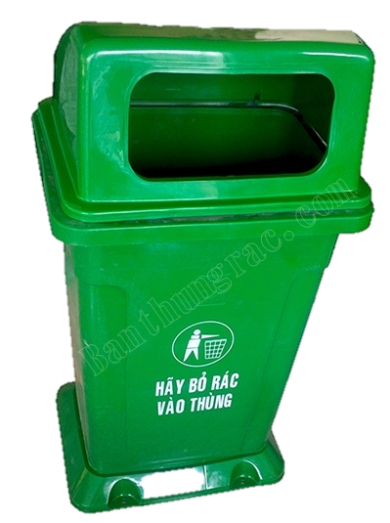 Banthungrac.com
HÃY BỎ RÁC
VÀO THÙNG